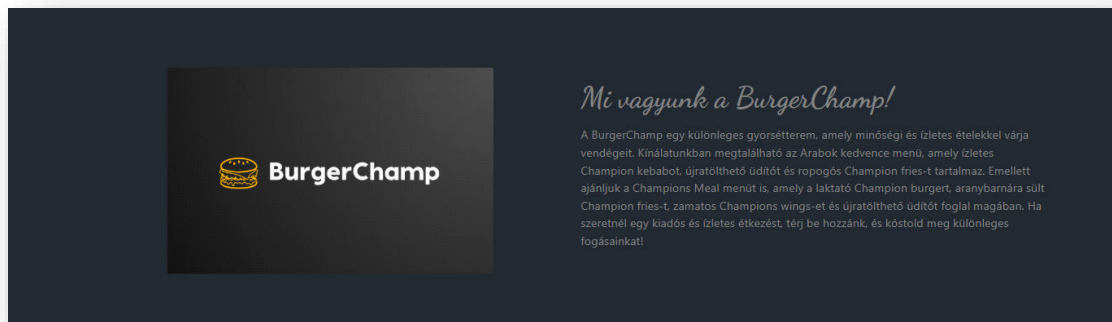 BurgerChamp
Mi vagyunk a BurgerChamp!
A BurgerChamp egy különleges gyorsétterem, amely minőségi és ízletes ételekkel várja
vendégeit. Kínálatunkban megtalálható az Arabok kedvence menü, amely ízletes
Champion kebabot, újratölthető üdítőt és ropogós Champion fries-t tartalmaz. Emellett
ajánljuk a Champions Meal menüt is, amely a laktató Champion burgert, aranybarnára sült
Champion fries-t, zamatos Champions wings-et és újratölthető üdítőt foglal magában. Ha
szeretnél egy kiadós és ízletes étkezést, térj be hozzánk, és kóstold meg különleges
fogásainkat!